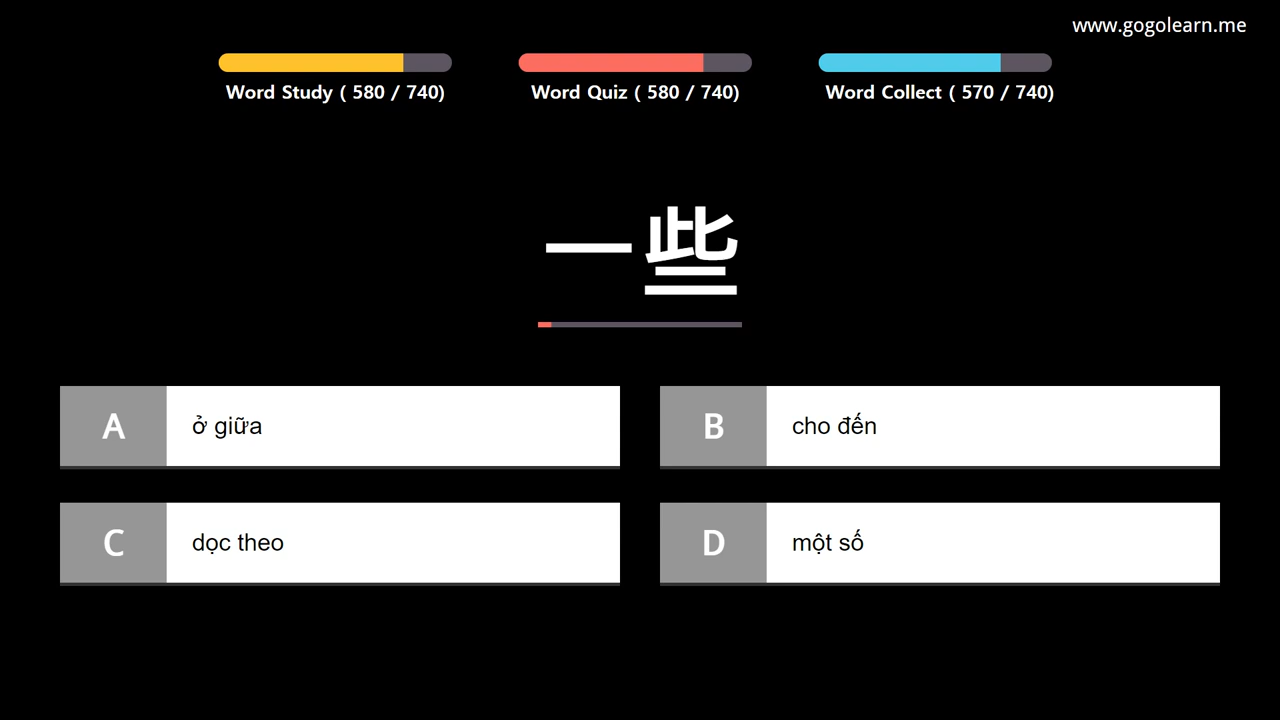 www.gogolearn.me
Word Study ( 580 / 740)
Word Quiz ( 580 / 740)
Word Collect ( 570 / 740)
一些
A
ở giữa
B
cho đến
C
dọc theo
D
một số